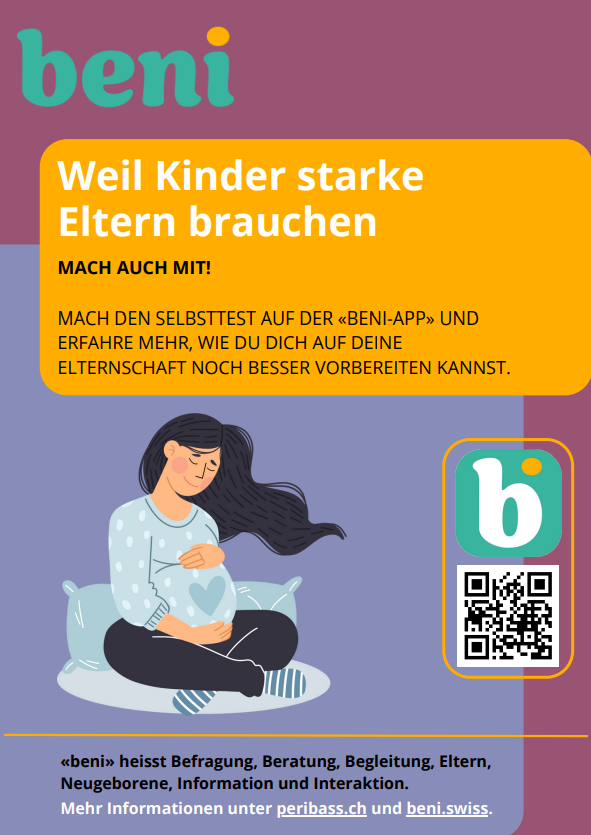 beni
Weil Kinder starke
Eltern brauchen
MACH AUCH MIT!
MACH DEN SELBSTTEST AUF DER «BENI-APP» UND
ERFAHRE MEHR, WIE DU DICH AUF DEINE
ELTERNSCHAFT NOCH BESSER VORBEREITEN KANNST.
b
«beni» heisst Befragung, Beratung, Begleitung, Eltern,
Neugeborene, Information und Interaktion.
Mehr Informationen unter peribass.ch und beni.swiss.